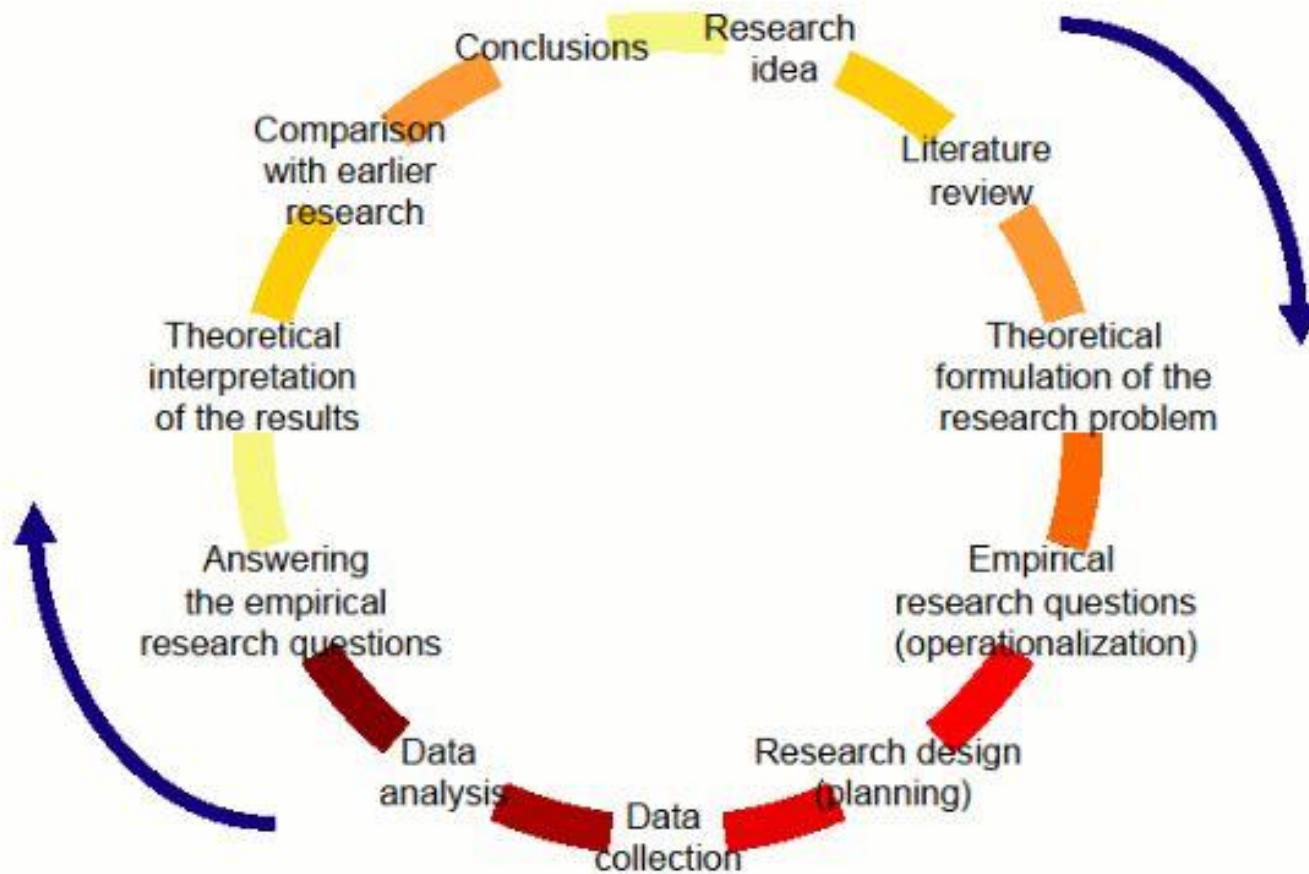 Research
idea
Literature
review
Theoretical
formulation of the
research problem
Empirical
research questions
(operationalization)
Research design
(planning)
Data
collection
Data
analysis
Answering
the empirical
research questions
Theoretical
interpretation
of the results
Comparison
with earlier
research
Conclusions